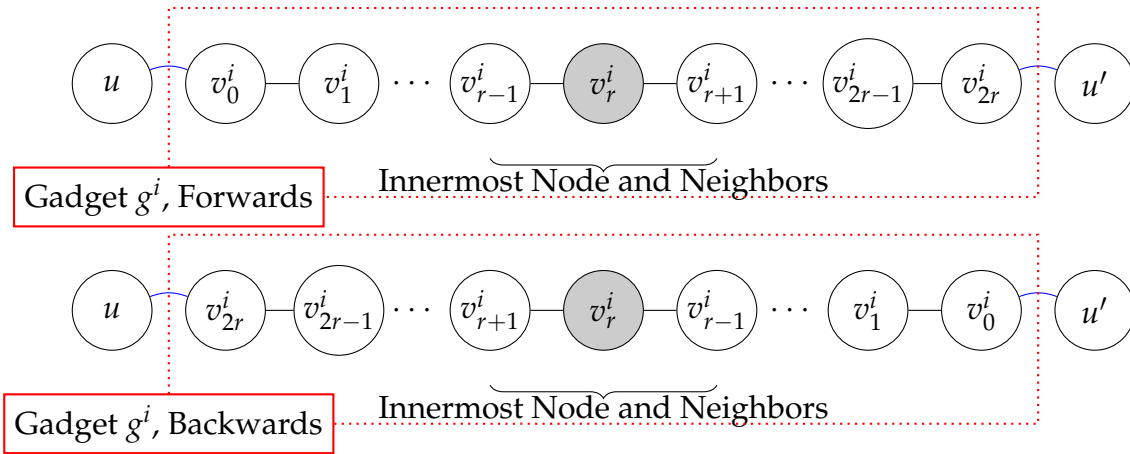 u v_0^i v_1^i ⋯ v_{r−1}^i v_r^i v_{r+1}^i ⋯ v_{2r−1}^i v_{2r}^i u′
Innermost Node and Neighbors
Gadget g^i, Forwards
u v_{2r}^i v_{2r−1}^i ⋯ v_{r+1}^i v_r^i v_{r−1}^i ⋯ v_1^i v_0^i u′
Innermost Node and Neighbors
Gadget g^i, Backwards